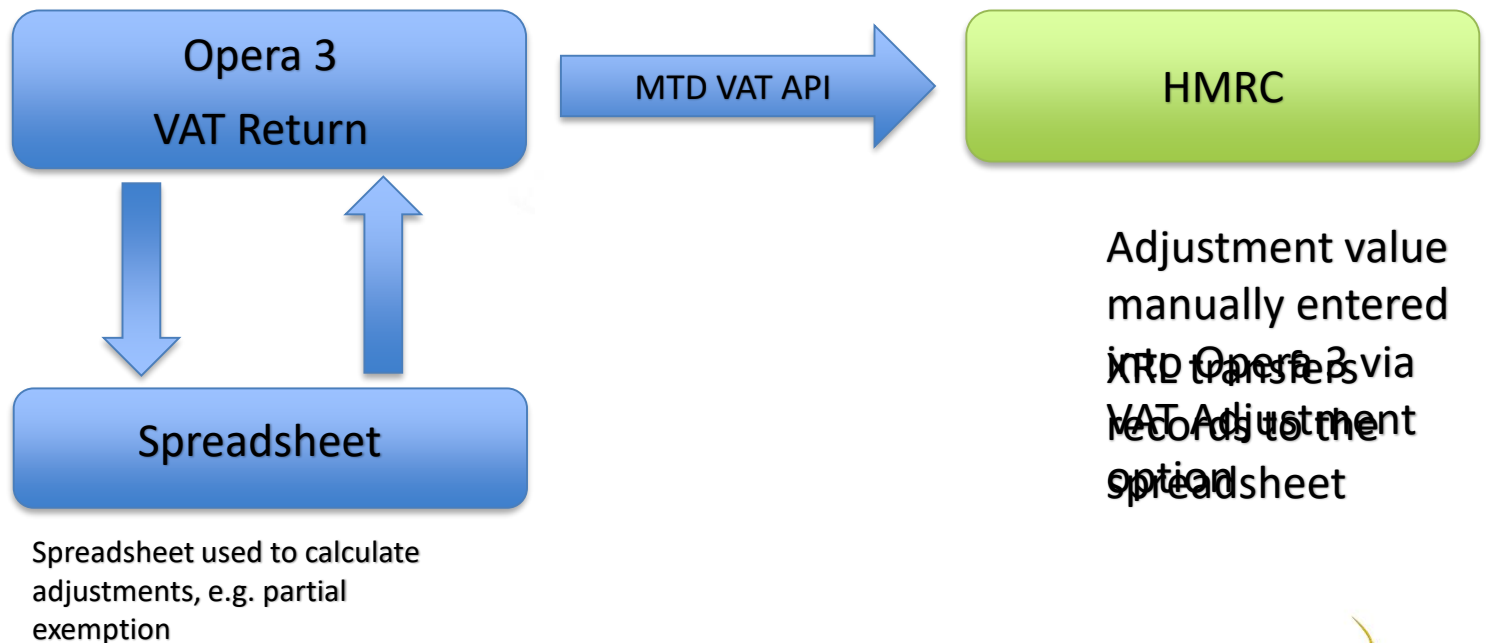 Opera 3
VAT Return
MTD VAT API
HMRC
Spreadsheet
Spreadsheet used to calculate
adjustments, e.g. partial
exemption
Adjustment value
manually entered
into Opera 3 via
VAT Adjustment
option
XRL transfers
records to the
spreadsheet